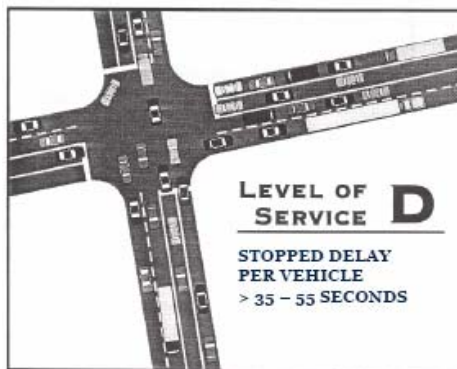 LEVEL OF
SERVICE D
STOPPED DELAY
PER VEHICLE
> 35 – 55 SECONDS